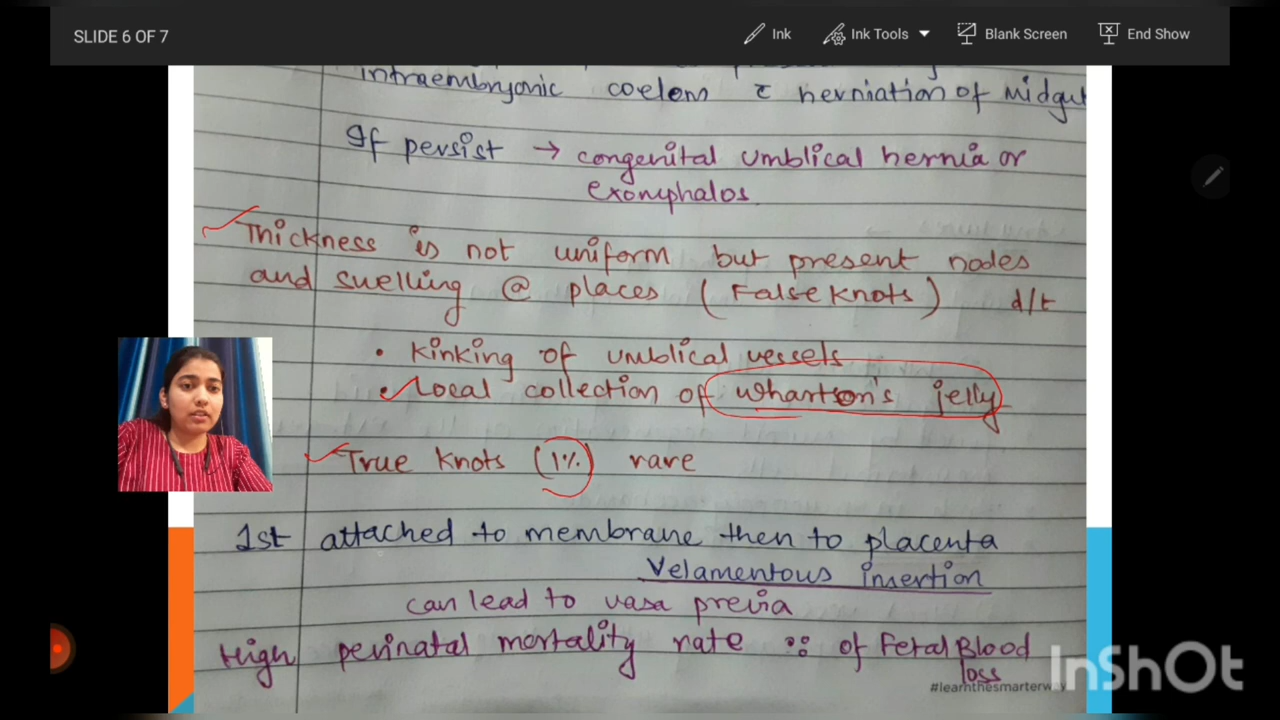 SLIDE 6 OF 7
Ink
Ink Tools
Blank Screen
End Show
intraembryonic coelom c̄ herniation of midgut
If persist → congenital umblical hernia or
exomphalos
Thickness is not uniform but present nodes
and swelling @ places (False Knots) d/t
• Kinking of umblical vessels
• Local collection of wharton's jelly
True Knots (1%) rare
1st attached to membrane then to placenta
Velamentous insertion
can lead to vasa previa
High perinatal mortality rate ∵ of Fetal Blood
loss
#learnthesmarterway
InShOt